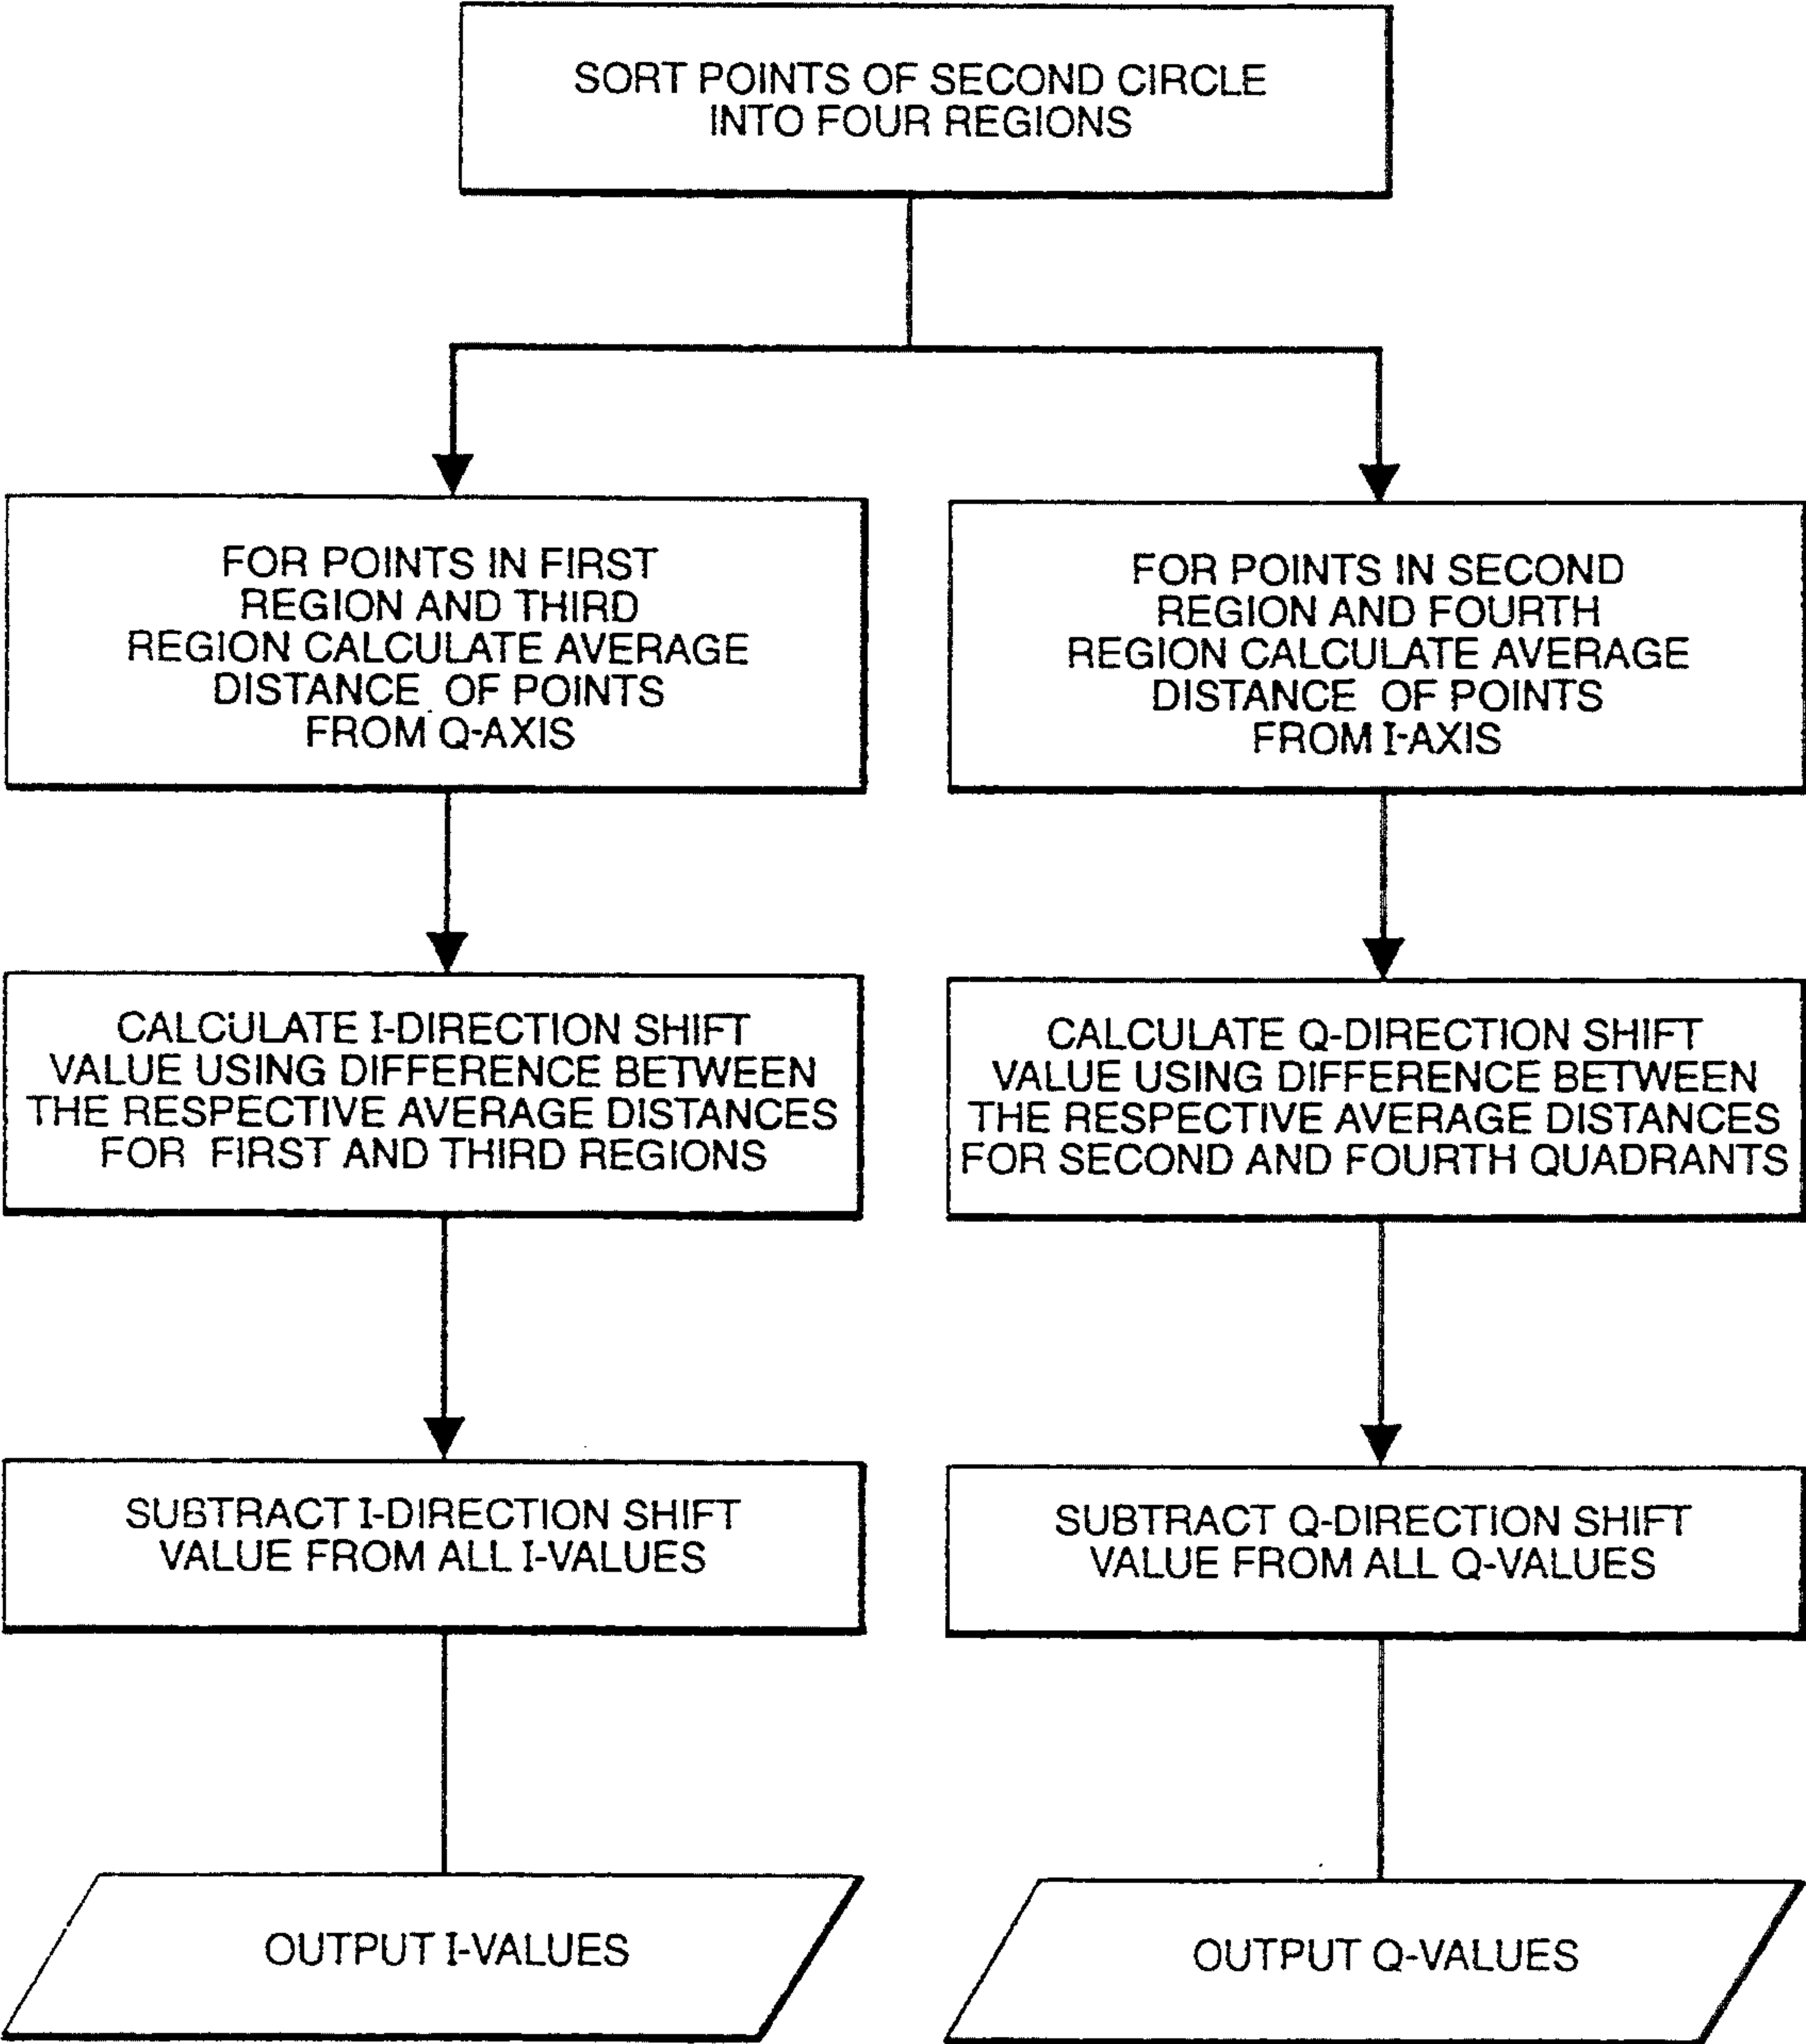 SORT POINTS OF SECOND CIRCLE
INTO FOUR REGIONS
FOR POINTS IN FIRST
REGION AND THIRD
REGION CALCULATE AVERAGE
DISTANCE OF POINTS
FROM Q-AXIS
FOR POINTS IN SECOND
REGION AND FOURTH
REGION CALCULATE AVERAGE
DISTANCE OF POINTS
FROM I-AXIS
CALCULATE I-DIRECTION SHIFT
VALUE USING DIFFERENCE BETWEEN
THE RESPECTIVE AVERAGE DISTANCES
FOR FIRST AND THIRD REGIONS
CALCULATE Q-DIRECTION SHIFT
VALUE USING DIFFERENCE BETWEEN
THE RESPECTIVE AVERAGE DISTANCES
FOR SECOND AND FOURTH QUADRANTS
SUBTRACT I-DIRECTION SHIFT
VALUE FROM ALL I-VALUES
SUBTRACT Q-DIRECTION SHIFT
VALUE FROM ALL Q-VALUES
OUTPUT I-VALUES
OUTPUT Q-VALUES